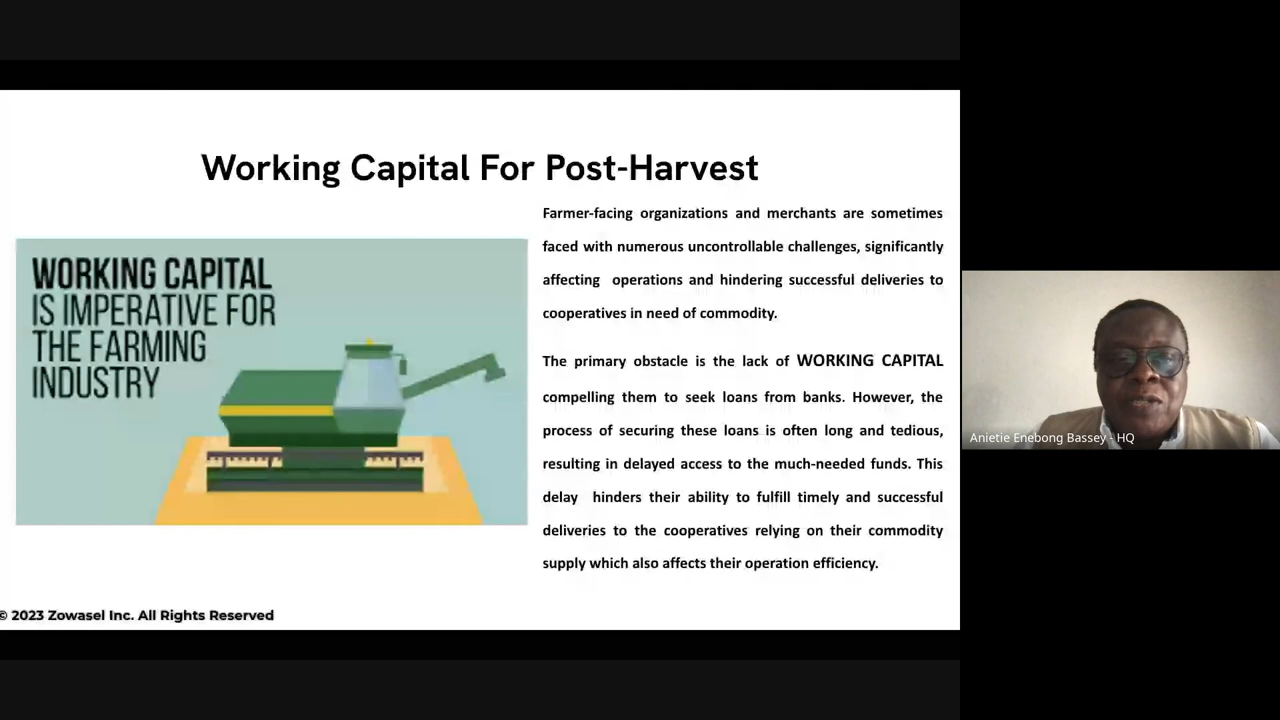 Working Capital For Post-Harvest
WORKING CAPITAL
IS IMPERATIVE FOR
THE FARMING
INDUSTRY
Farmer-facing organizations and merchants are sometimes
faced with numerous uncontrollable challenges, significantly
affecting operations and hindering successful deliveries to
cooperatives in need of commodity.
The primary obstacle is the lack of WORKING CAPITAL
compelling them to seek loans from banks. However, the
process of securing these loans is often long and tedious,
resulting in delayed access to the much-needed funds. This
delay hinders their ability to fulfill timely and successful
deliveries to the cooperatives relying on their commodity
supply which also affects their operation efficiency.
© 2023 Zowasel Inc. All Rights Reserved
Anietie Enebong Bassey - HQ